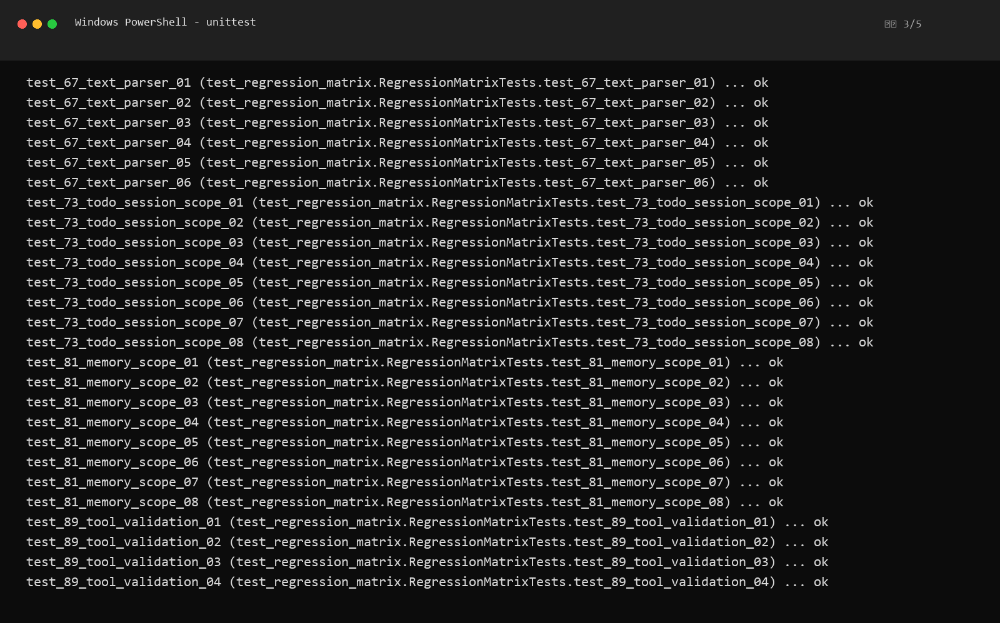 Windows PowerShell - unittest
3/5
test_67_text_parser_01 (test_regression_matrix.RegressionMatrixTests.test_67_text_parser_01) ... ok
test_67_text_parser_02 (test_regression_matrix.RegressionMatrixTests.test_67_text_parser_02) ... ok
test_67_text_parser_03 (test_regression_matrix.RegressionMatrixTests.test_67_text_parser_03) ... ok
test_67_text_parser_04 (test_regression_matrix.RegressionMatrixTests.test_67_text_parser_04) ... ok
test_67_text_parser_05 (test_regression_matrix.RegressionMatrixTests.test_67_text_parser_05) ... ok
test_67_text_parser_06 (test_regression_matrix.RegressionMatrixTests.test_67_text_parser_06) ... ok
test_73_todo_session_scope_01 (test_regression_matrix.RegressionMatrixTests.test_73_todo_session_scope_01) ... ok
test_73_todo_session_scope_02 (test_regression_matrix.RegressionMatrixTests.test_73_todo_session_scope_02) ... ok
test_73_todo_session_scope_03 (test_regression_matrix.RegressionMatrixTests.test_73_todo_session_scope_03) ... ok
test_73_todo_session_scope_04 (test_regression_matrix.RegressionMatrixTests.test_73_todo_session_scope_04) ... ok
test_73_todo_session_scope_05 (test_regression_matrix.RegressionMatrixTests.test_73_todo_session_scope_05) ... ok
test_73_todo_session_scope_06 (test_regression_matrix.RegressionMatrixTests.test_73_todo_session_scope_06) ... ok
test_73_todo_session_scope_07 (test_regression_matrix.RegressionMatrixTests.test_73_todo_session_scope_07) ... ok
test_73_todo_session_scope_08 (test_regression_matrix.RegressionMatrixTests.test_73_todo_session_scope_08) ... ok
test_81_memory_scope_01 (test_regression_matrix.RegressionMatrixTests.test_81_memory_scope_01) ... ok
test_81_memory_scope_02 (test_regression_matrix.RegressionMatrixTests.test_81_memory_scope_02) ... ok
test_81_memory_scope_03 (test_regression_matrix.RegressionMatrixTests.test_81_memory_scope_03) ... ok
test_81_memory_scope_04 (test_regression_matrix.RegressionMatrixTests.test_81_memory_scope_04) ... ok
test_81_memory_scope_05 (test_regression_matrix.RegressionMatrixTests.test_81_memory_scope_05) ... ok
test_81_memory_scope_06 (test_regression_matrix.RegressionMatrixTests.test_81_memory_scope_06) ... ok
test_81_memory_scope_07 (test_regression_matrix.RegressionMatrixTests.test_81_memory_scope_07) ... ok
test_81_memory_scope_08 (test_regression_matrix.RegressionMatrixTests.test_81_memory_scope_08) ... ok
test_89_tool_validation_01 (test_regression_matrix.RegressionMatrixTests.test_89_tool_validation_01) ... ok
test_89_tool_validation_02 (test_regression_matrix.RegressionMatrixTests.test_89_tool_validation_02) ... ok
test_89_tool_validation_03 (test_regression_matrix.RegressionMatrixTests.test_89_tool_validation_03) ... ok
test_89_tool_validation_04 (test_regression_matrix.RegressionMatrixTests.test_89_tool_validation_04) ... ok